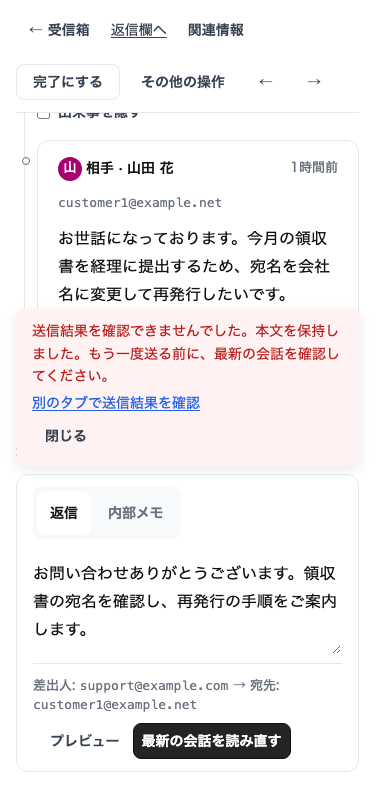 ← 受信箱 返信欄へ 関連情報
完了にする その他の操作 ← →
出来事を隠す
山 相手 · 山田 花 1時間前
customer1@example.net
お世話になっております。今月の領収
書を経理に提出するため、宛名を会社
名に変更して再発行したいです。
送信結果を確認できませんでした。本文を保持し
ました。もう一度送る前に、最新の会話を確認し
てください。
別のタブで送信結果を確認
閉じる
返信 内部メモ
お問い合わせありがとうございます。領収
書の宛名を確認し、再発行の手順をご案内
します。
差出人: support@example.com → 宛先:
customer1@example.net
プレビュー 最新の会話を読み直す